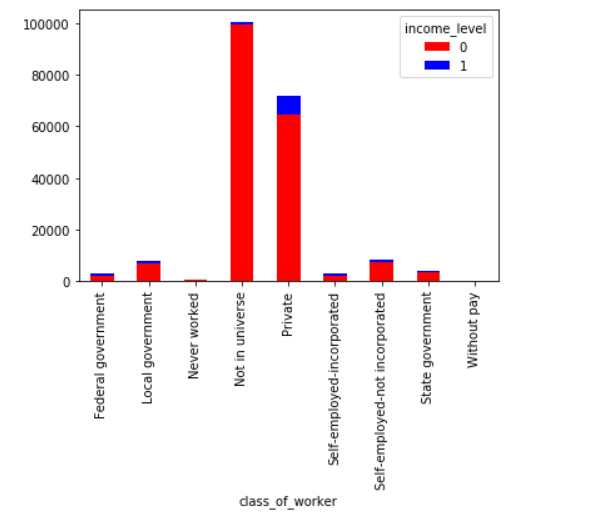 100000
80000
60000
40000
20000
0
income_level
0
1
Federal government
Local government
Never worked
Not in universe
Private
Self-employed-incorporated
Self-employed-not incorporated
State government
Without pay
class_of_worker